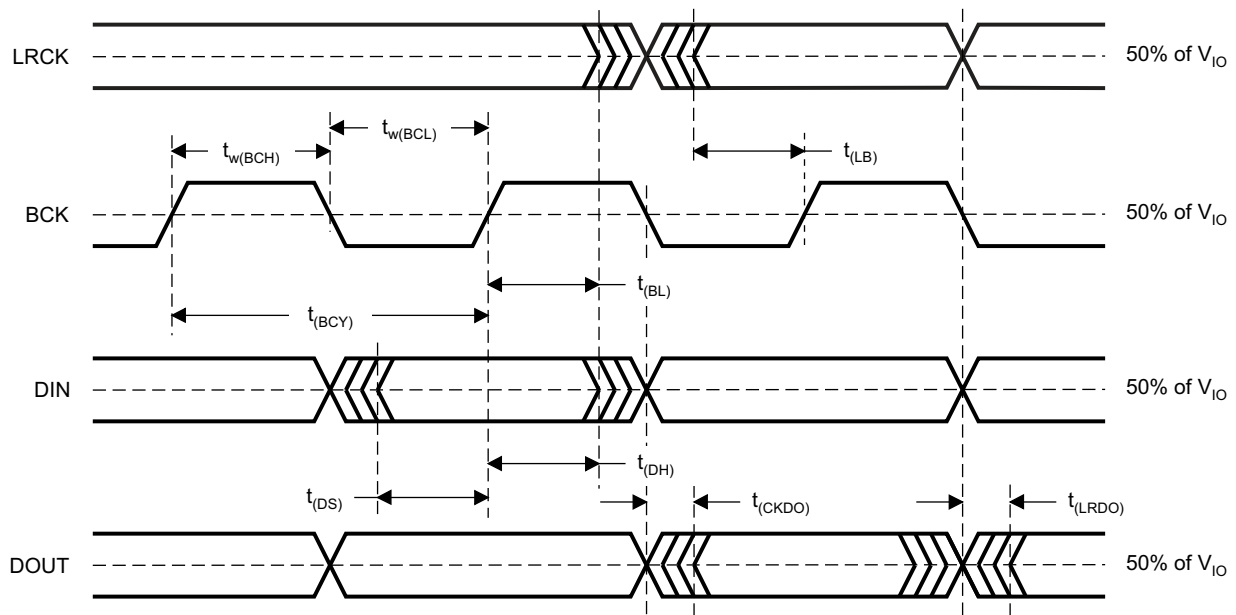 LRCK
50% of V_IO
t_w(BCL)
t_w(BCH)
t_(LB)
BCK
50% of V_IO
t_(BL)
t_(BCY)
DIN
50% of V_IO
t_(DH)
t_(DS)
t_(CKDO)
t_(LRDO)
DOUT
50% of V_IO